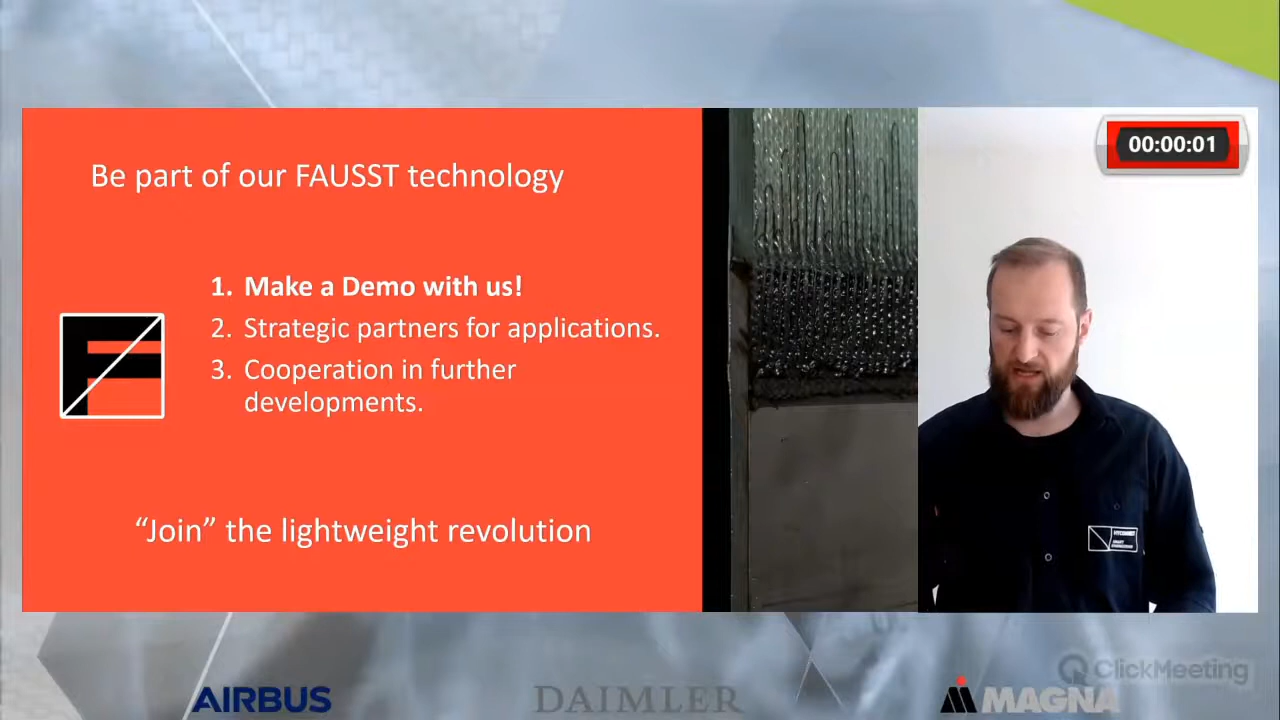 Be part of our FAUSST technology
00:00:01
1. Make a Demo with us!
2. Strategic partners for applications.
3. Cooperation in further
developments.
F
“Join” the lightweight revolution
HYCONNECT
ClickMeeting
AIRBUS
DAIMLER
MAGNA